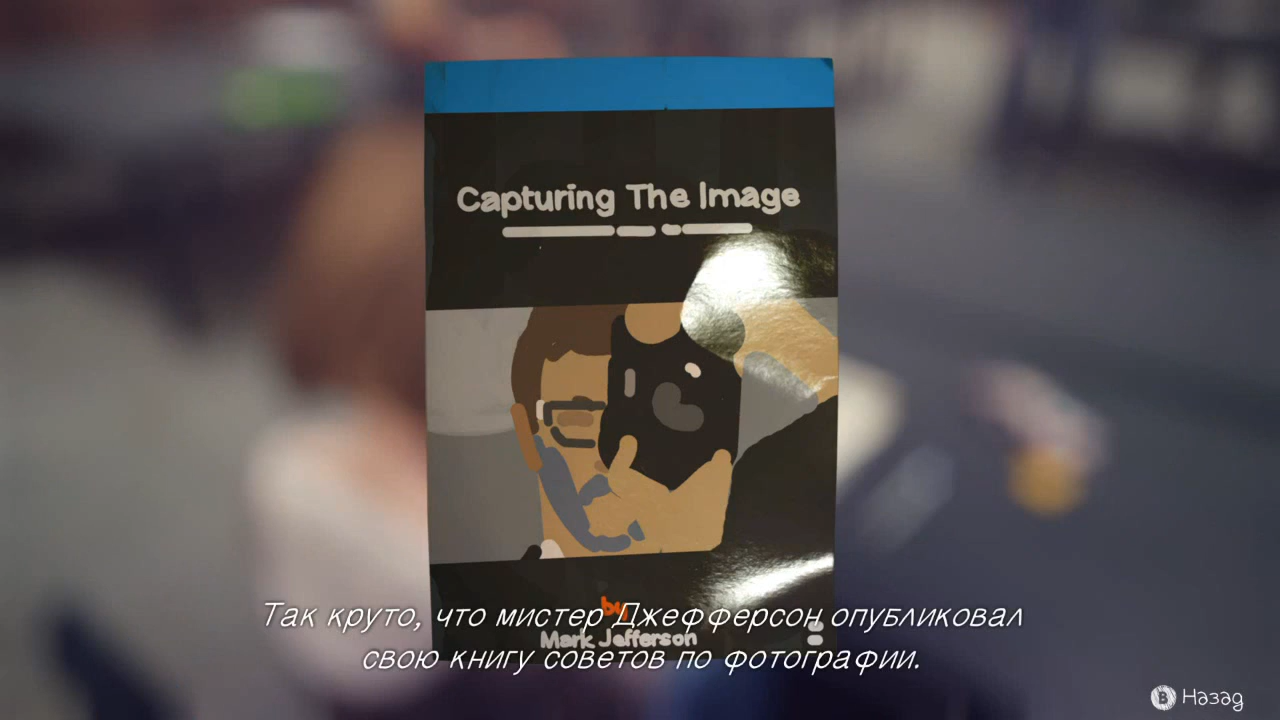 Capturing The Image
by
Mark Jefferson
Так круто, что мистер Джефферсон опубликовал
свою книгу советов по фотографии.
B Назад